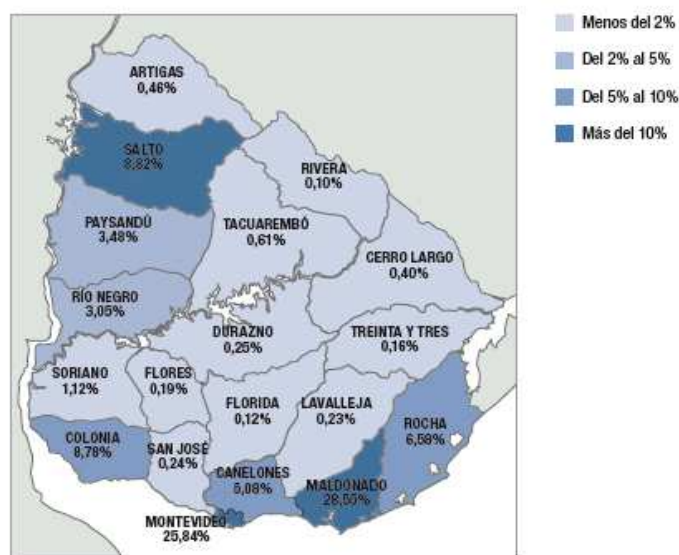 Menos del 2%
Del 2% al 5%
Del 5% al 10%
Más del 10%
ARTIGAS
0,46%
SALTO
8,82%
RIVERA
0,10%
PAYSANDÚ
3,48%
TACUAREMBÓ
0,61%
CERRO LARGO
0,40%
RÍO NEGRO
3,05%
DURAZNO
0,25%
TREINTA Y TRES
0,16%
SORIANO
1,12%
FLORES
0,19%
FLORIDA
0,12%
LAVALLEJA
0,23%
ROCHA
6,58%
COLONIA
8,78%
SAN JOSÉ
0,24%
CANELONES
5,08%
MALDONADO
28,55%
MONTEVIDEO
25,84%